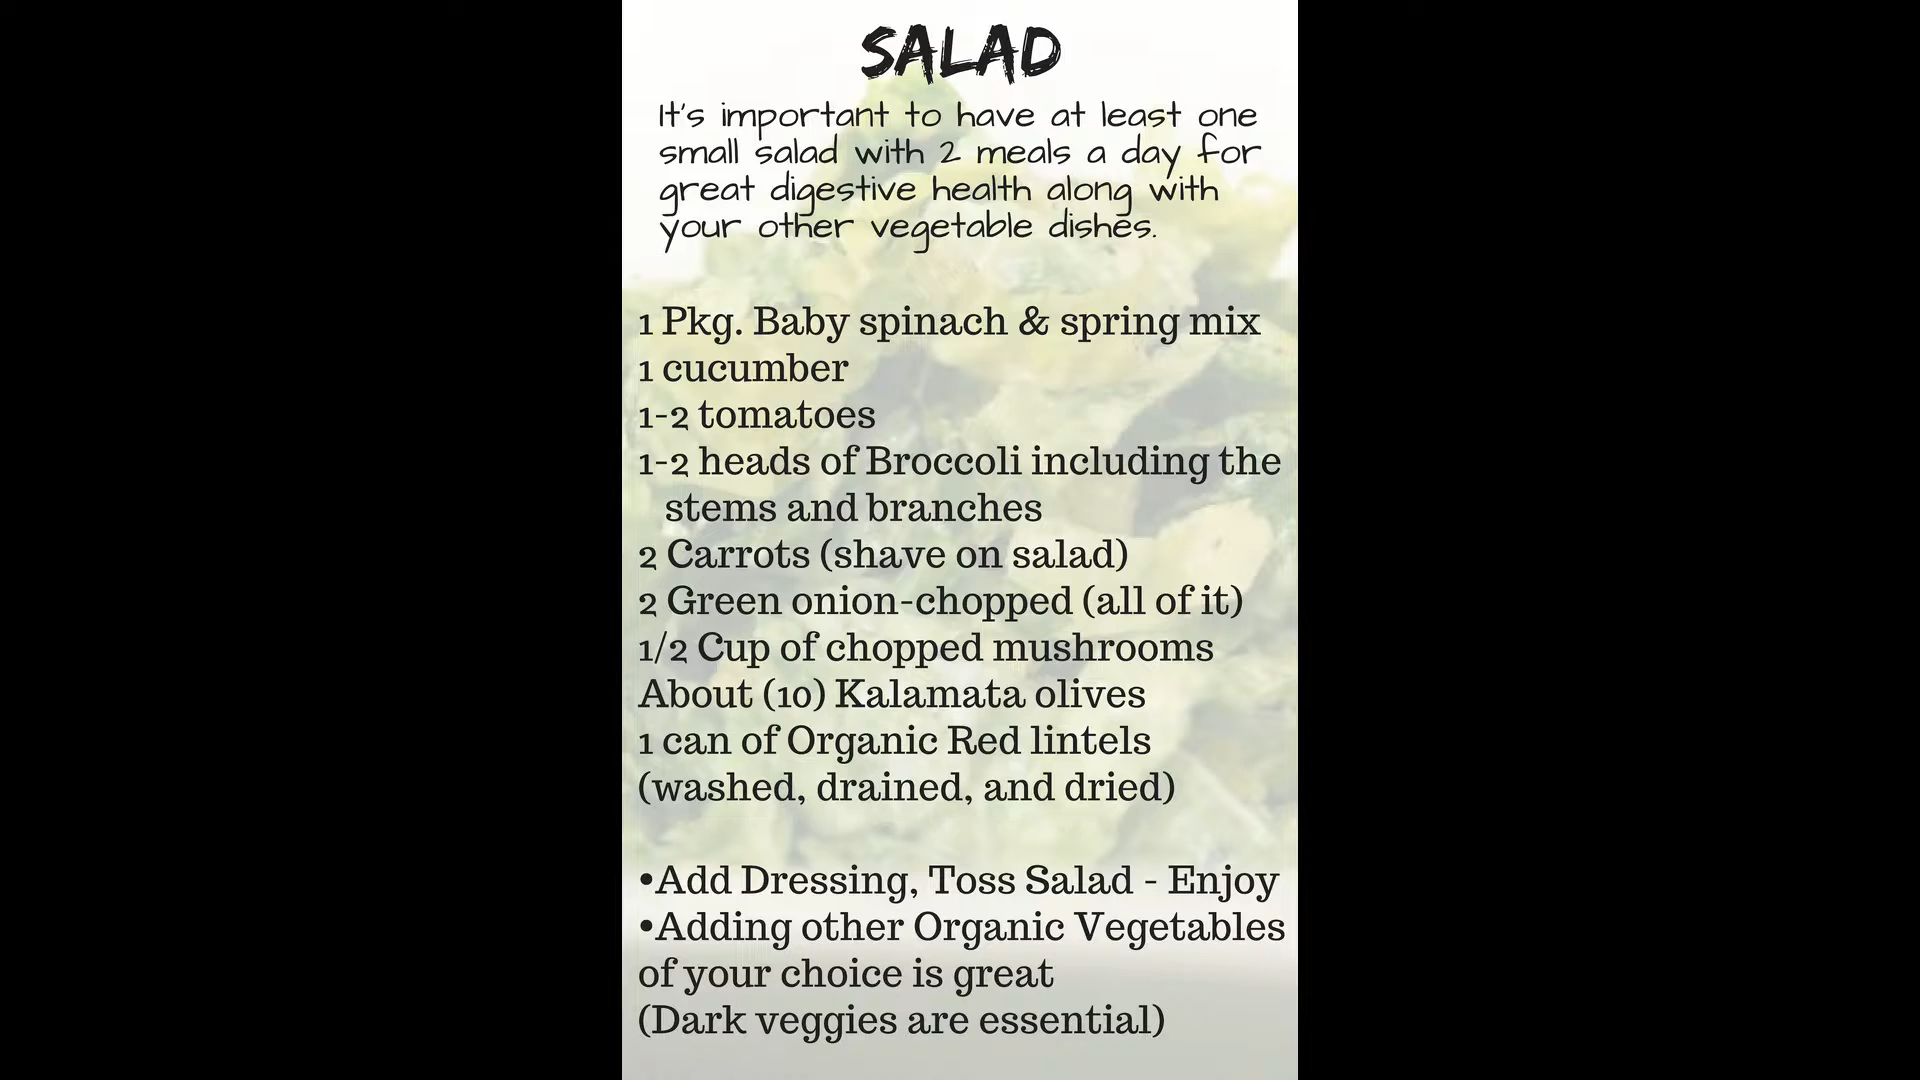 SALAD
It's important to have at least one
small salad with 2 meals a day for
great digestive health along with
your other vegetable dishes.
1 Pkg. Baby spinach & spring mix
1 cucumber
1-2 tomatoes
1-2 heads of Broccoli including the
stems and branches
2 Carrots (shave on salad)
2 Green onion-chopped (all of it)
1/2 Cup of chopped mushrooms
About (10) Kalamata olives
1 can of Organic Red lintels
(washed, drained, and dried)
•Add Dressing, Toss Salad - Enjoy
•Adding other Organic Vegetables
of your choice is great
(Dark veggies are essential)